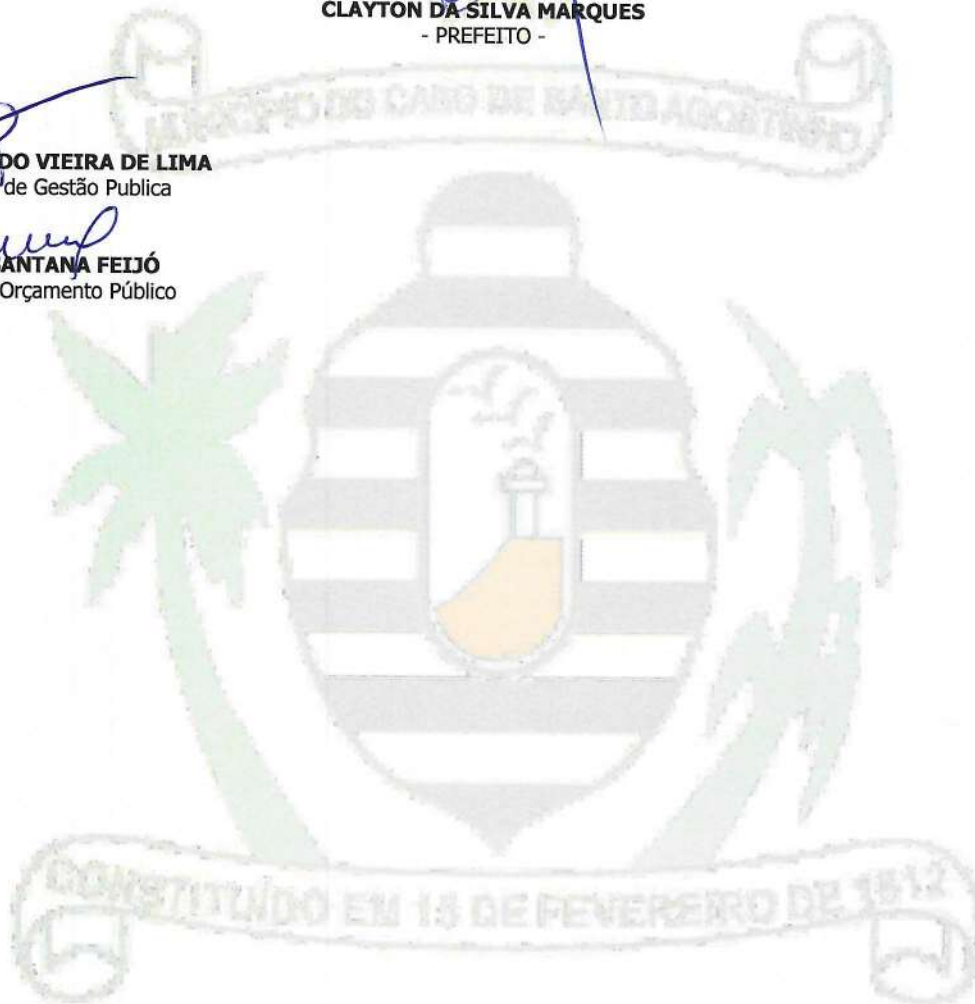 CLAYTON DA SILVA MARQUES
- PREFEITO -
MUNICÍPIO DO CABO DE SANTO AGOSTINHO
DO VIEIRA DE LIMA
de Gestão Publica
SANTANA FEIJÓ
Orçamento Público
CONSTITUÍDO EM 15 DE FEVEREIRO DE 1812